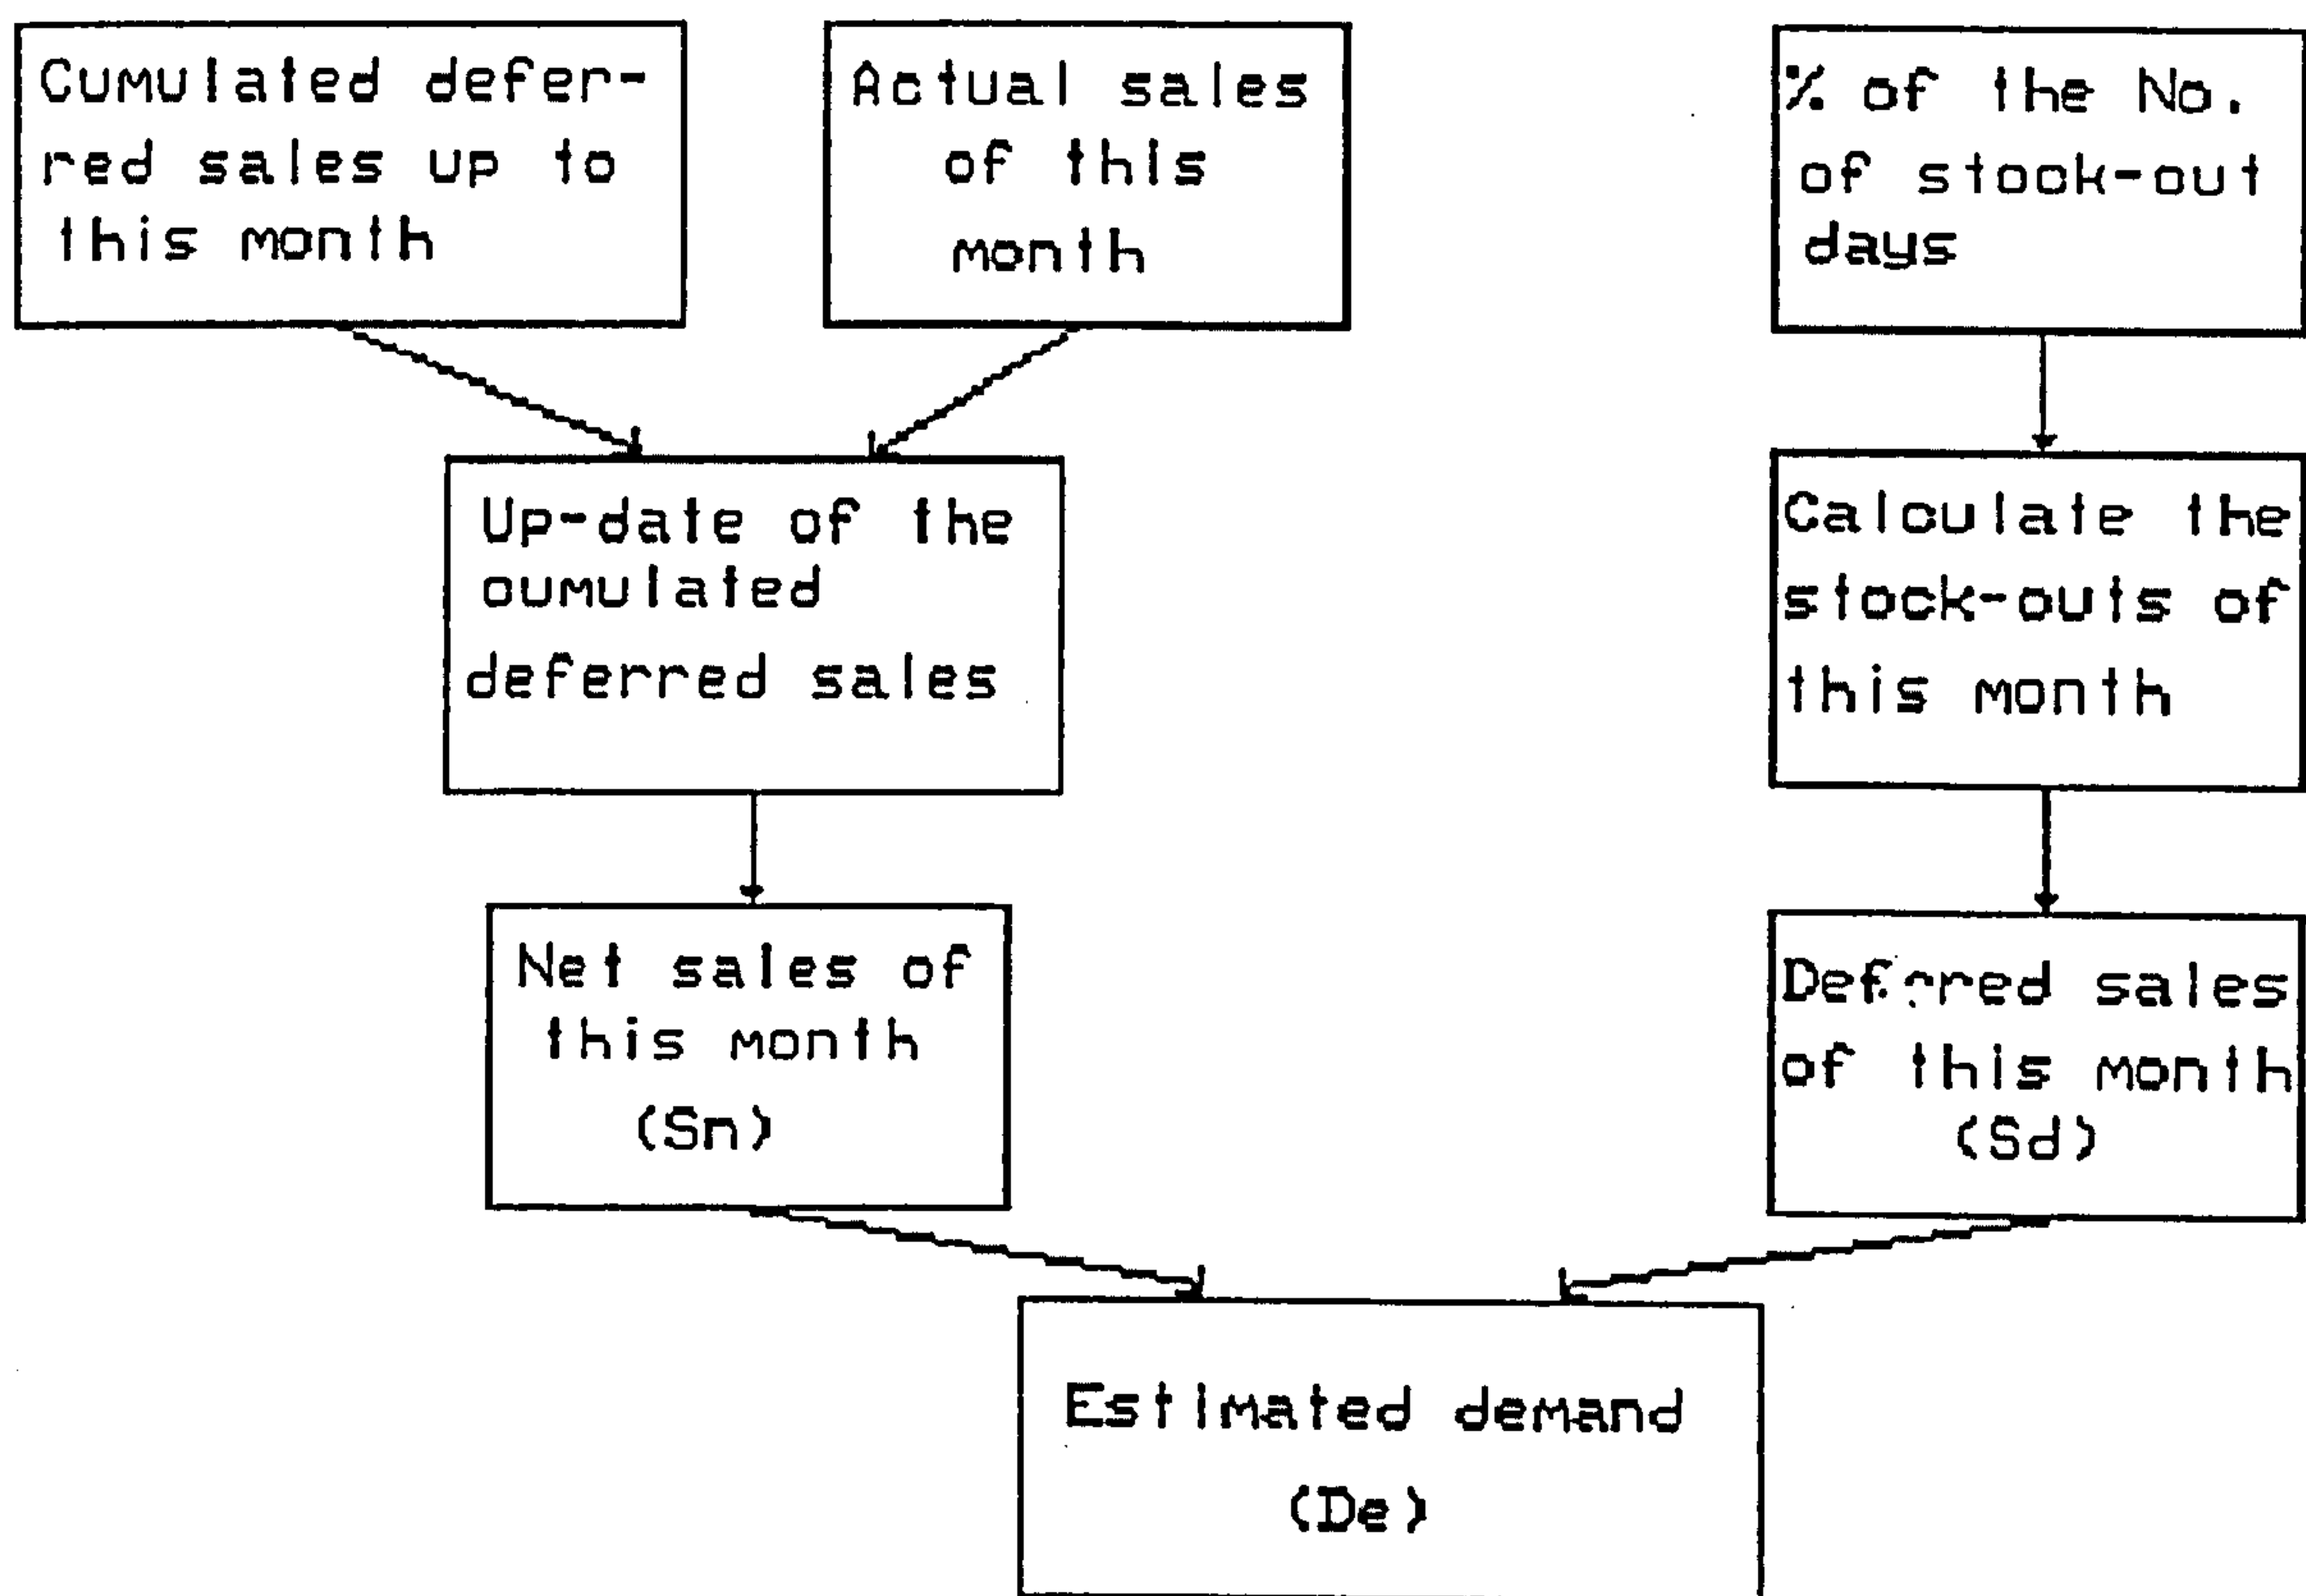 Cumulated defer-
red sales up to
this month
Actual sales
of this
month
% of the No.
of stock-out
days
Up-date of the
cumulated
deferred sales
Calculate the
stock-outs of
this month
Net sales of
this month
(Sn)
Deferred sales
of this month
(Sd)
Estimated demand
(De)